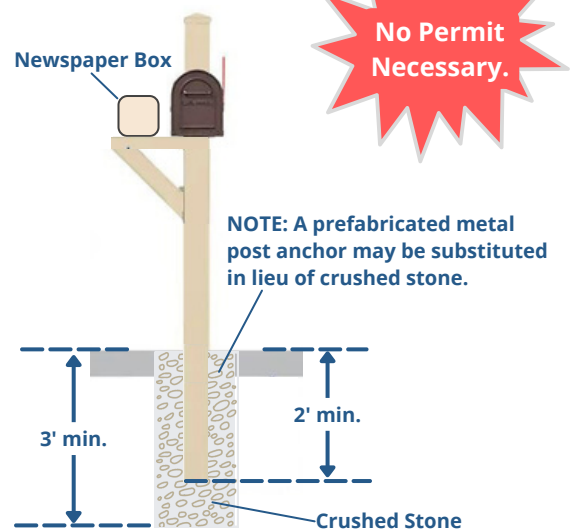 No Permit
Necessary.
Newspaper Box
NOTE: A prefabricated metal
post anchor may be substituted
in lieu of crushed stone.
3' min.
2' min.
Crushed Stone